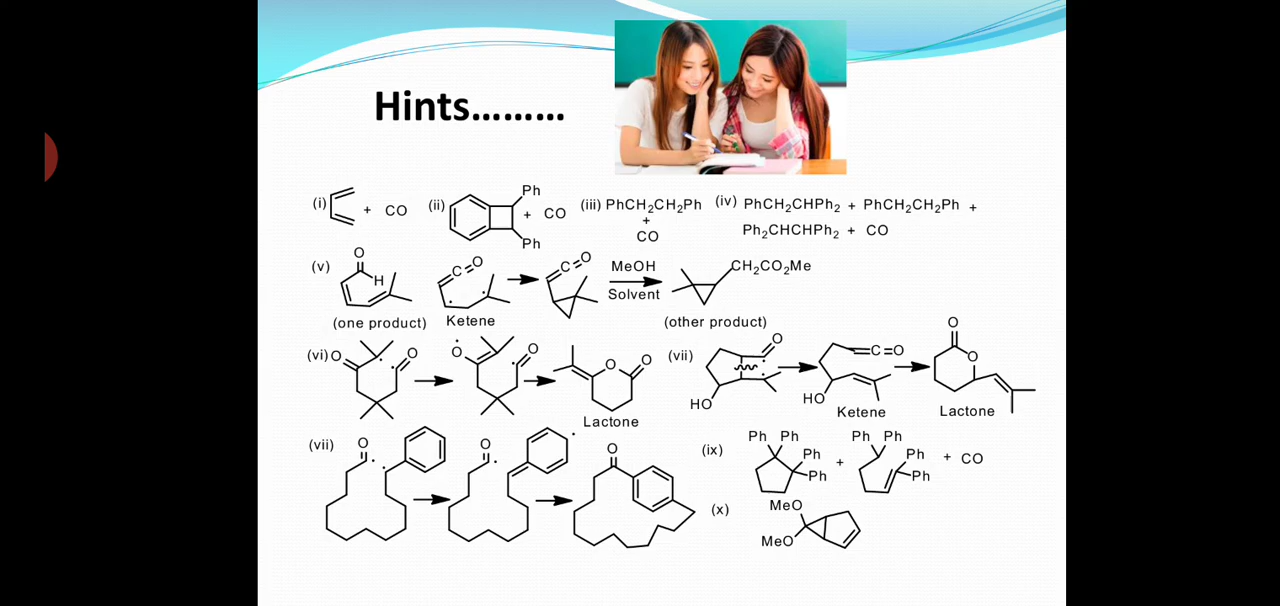 Hints.........
(i) + CO (ii) Ph Ph + CO (iii) PhCH2CH2Ph + CO (iv) PhCH2CHPh2 + PhCH2CH2Ph +
Ph2CHCHPh2 + CO
(v) O H (one product) C=O Ketene C=O MeOH Solvent CH2CO2Me (other product)
(vi) O O O O O O Lactone (vii) O HO C=O HO Ketene O O Lactone
(vii) O O O (ix) Ph Ph Ph Ph + Ph Ph Ph Ph + CO
(x) MeO MeO